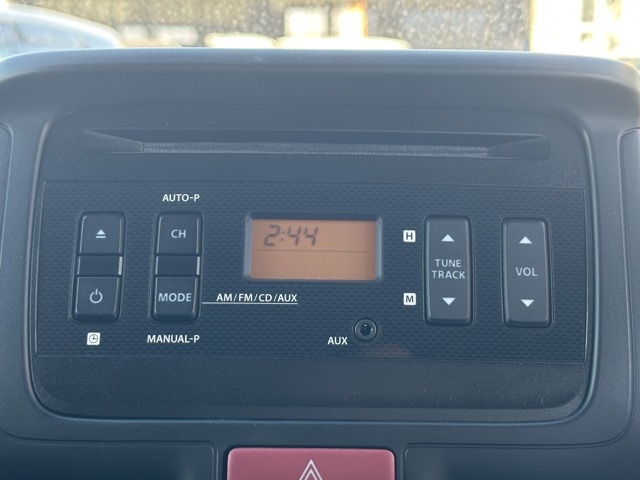 AUTO-P
CH
2:44
H
TUNE
TRACK
VOL
MODE
AM/FM/CD/AUX
M
MANUAL-P
AUX